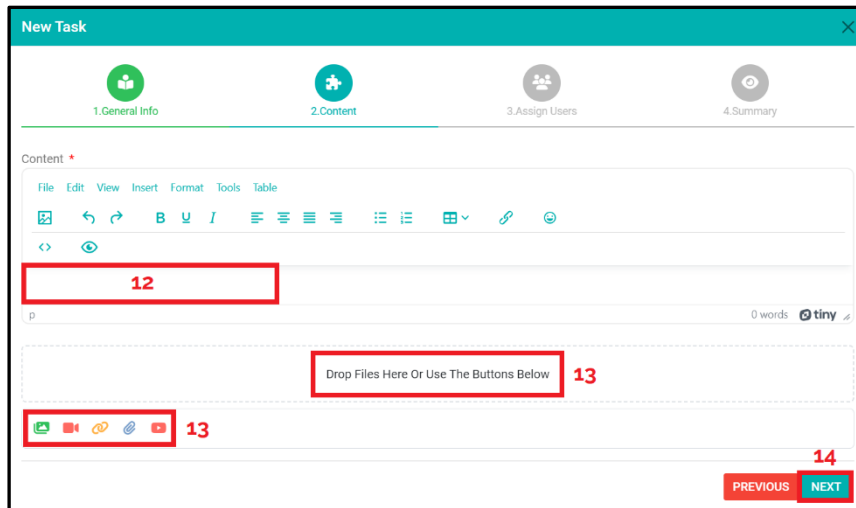 New Task
1.General Info 2.Content 3.Assign Users 4.Summary
Content *
File Edit View Insert Format Tools Table
B U I
12
p 0 words tiny
Drop Files Here Or Use The Buttons Below 13
13
14
PREVIOUS NEXT